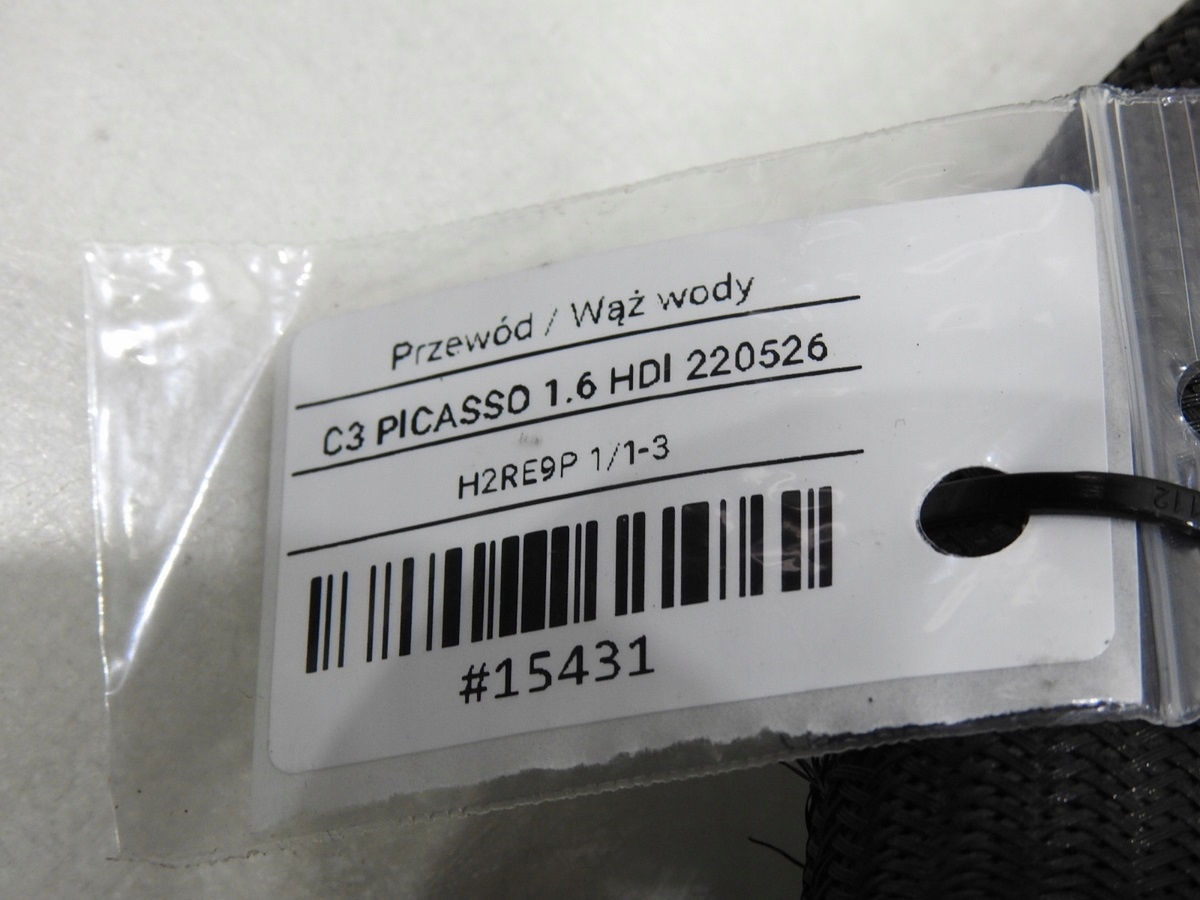 Przewód / Wąż wody
C3 PICASSO 1.6 HDI 220526
H2RE9P 1/1-3
#15431